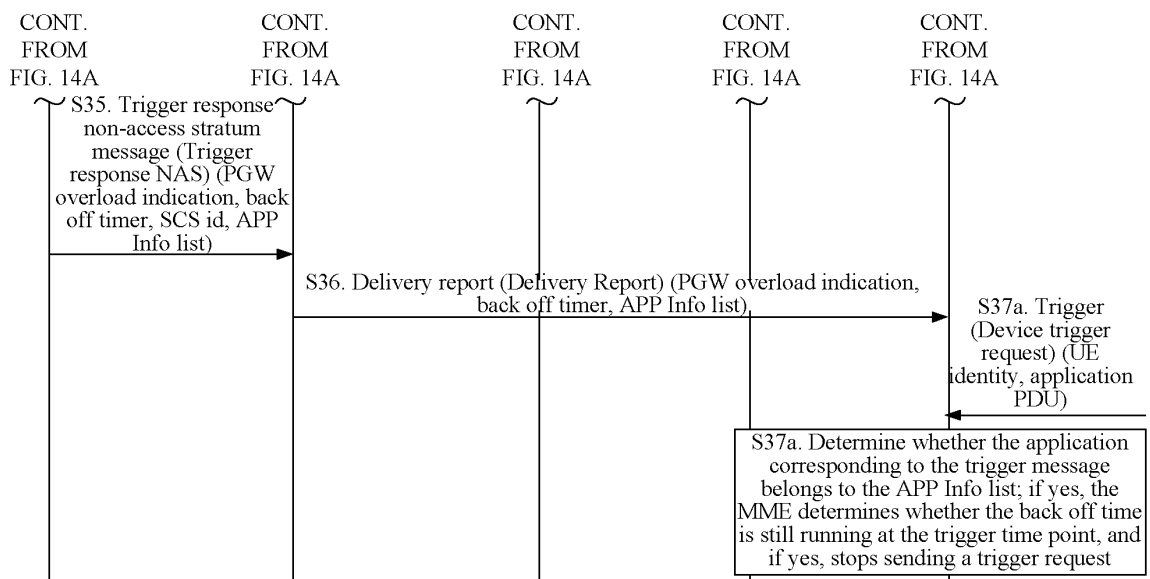 CONT.
FROM
FIG. 14A
CONT.
FROM
FIG. 14A
CONT.
FROM
FIG. 14A
CONT.
FROM
FIG. 14A
CONT.
FROM
FIG. 14A
S35. Trigger response
non-access stratum
message (Trigger
response NAS) (PGW
overload indication, back
off timer, SCS id, APP
Info list)
S36. Delivery report (Delivery Report) (PGW overload indication,
back off timer, APP Info list)
S37a. Trigger
(Device trigger
request) (UE
identity, application
PDU)
S37a. Determine whether the application
corresponding to the trigger message
belongs to the APP Info list; if yes, the
MME determines whether the back off time
is still running at the trigger time point, and
if yes, stops sending a trigger request